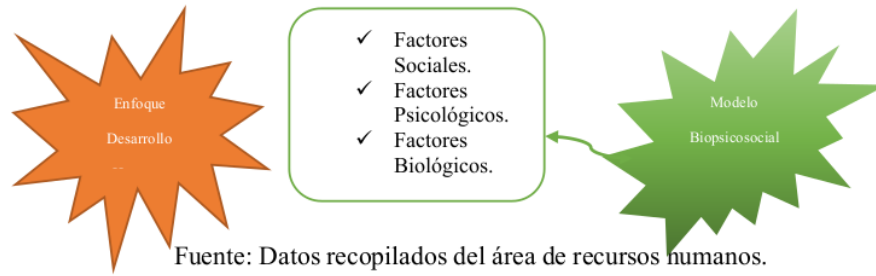 Enfoque
Desarrollo
✓ Factores
Sociales.
✓ Factores
Psicológicos.
✓ Factores
Biológicos.
Modelo
Biopsicosocial
Fuente: Datos recopilados del área de recursos humanos.